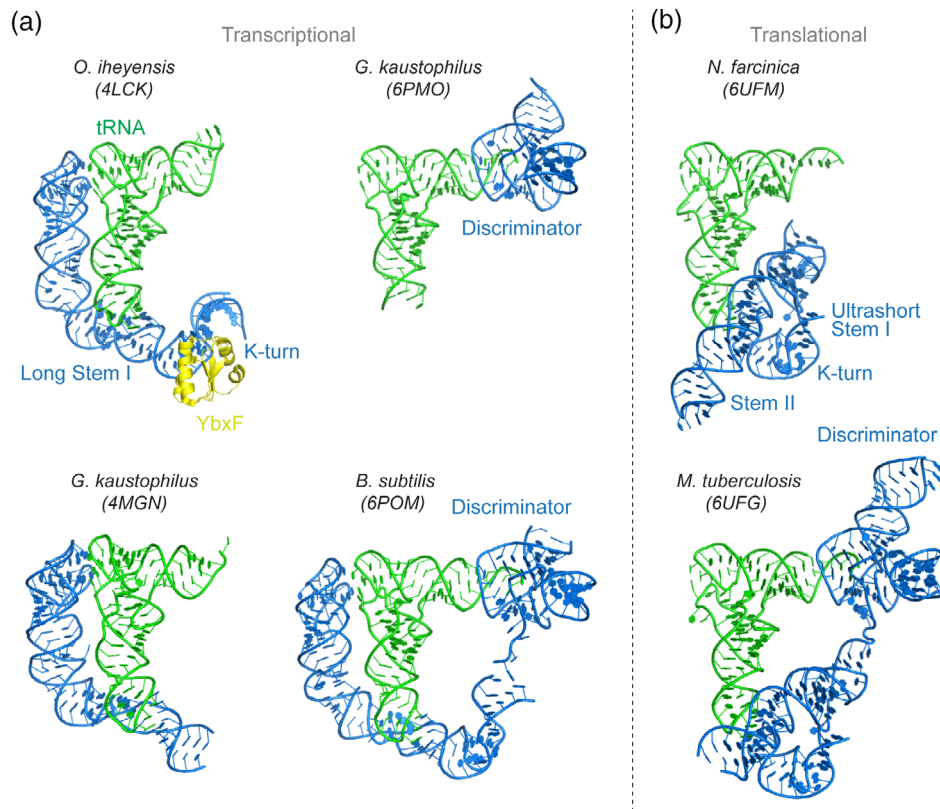 (a)
Transcriptional
O. iheyensis
(4LCK)
tRNA
Long Stem I
K-turn
YbxF
G. kaustophilus
(6PMO)
Discriminator
G. kaustophilus
(4MGN)
B. subtilis
(6POM)
Discriminator
(b)
Translational
N. farcinica
(6UFM)
Ultrashort
Stem I
K-turn
Stem II
Discriminator
M. tuberculosis
(6UFG)